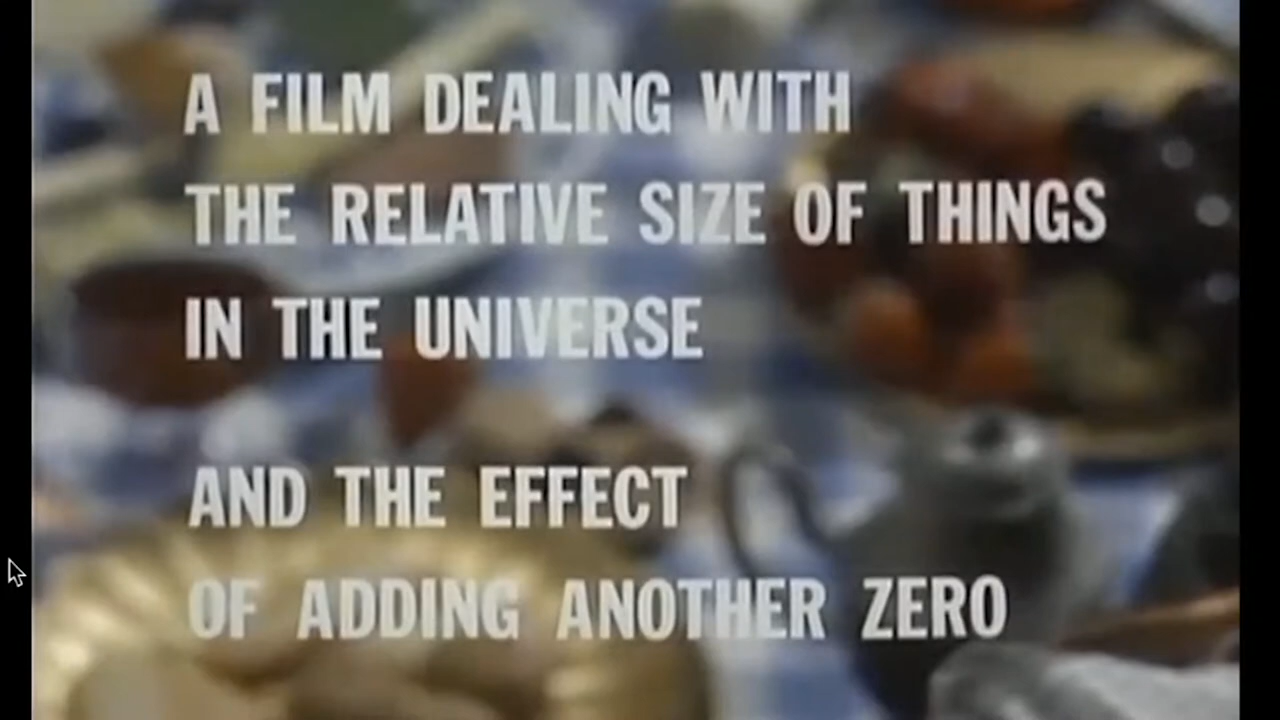 A FILM DEALING WITH
THE RELATIVE SIZE OF THINGS
IN THE UNIVERSE
AND THE EFFECT
OF ADDING ANOTHER ZERO